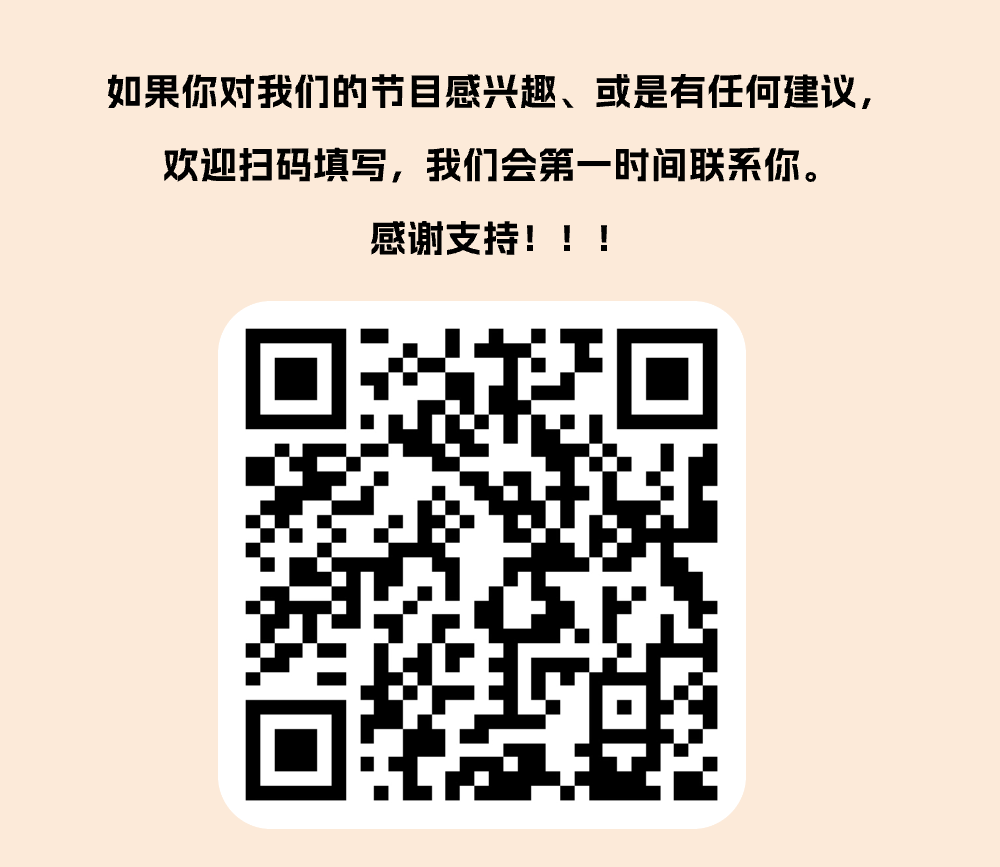 如果你对我们的节目感兴趣、或是有任何建议，
欢迎扫码填写，我们会第一时间联系你。
感谢支持！！！